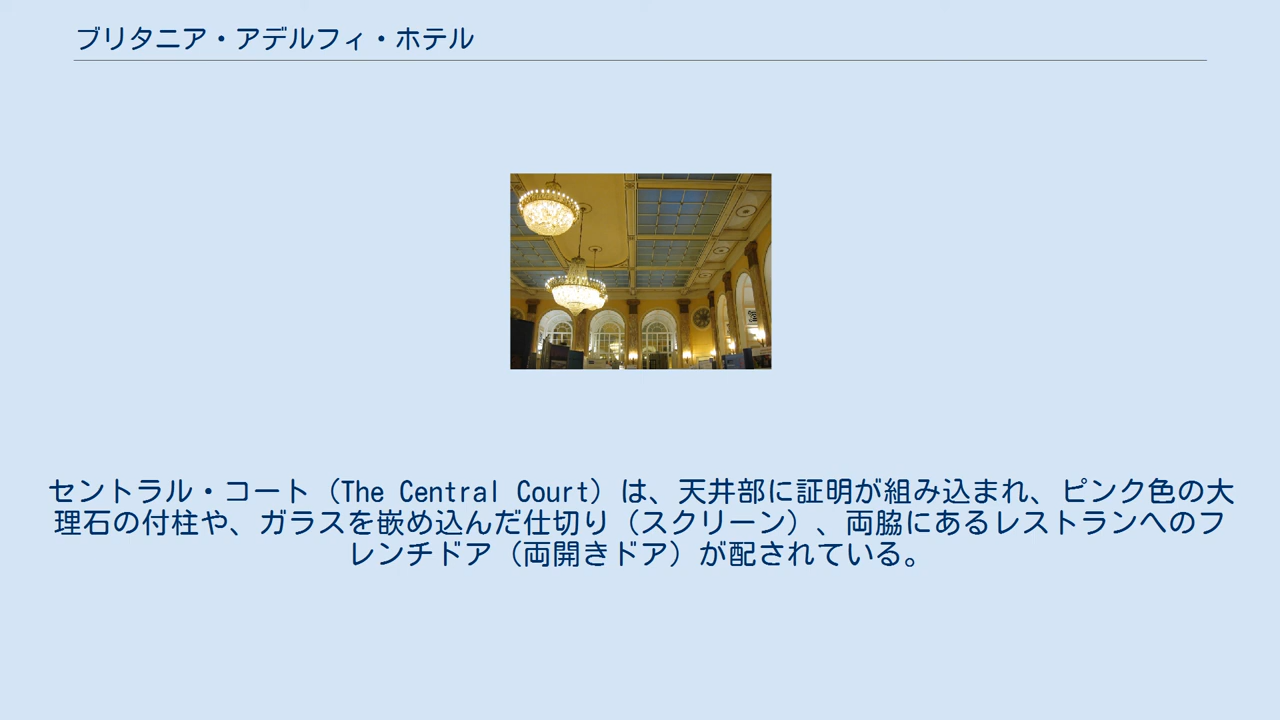 ブリタニア・アデルフィ・ホテル
セントラル・コート（The Central Court）は、天井部に証明が組み込まれ、ピンク色の大
理石の付柱や、ガラスを嵌め込んだ仕切り（スクリーン）、両脇にあるレストランへのフ
レンチドア（両開きドア）が配されている。